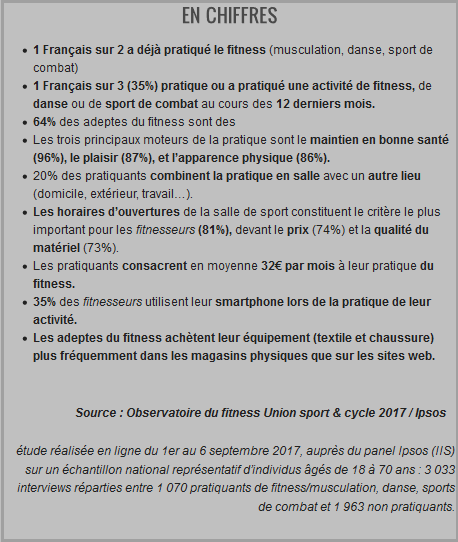 EN CHIFFRES
• 1 Français sur 2 a déjà pratiqué le fitness (musculation, danse, sport de
combat)
• 1 Français sur 3 (35%) pratique ou a pratiqué une activité de fitness, de
danse ou de sport de combat au cours des 12 derniers mois.
• 64% des adeptes du fitness sont des
• Les trois principaux moteurs de la pratique sont le maintien en bonne santé
(96%), le plaisir (87%), et l'apparence physique (86%).
• 20% des pratiquants combinent la pratique en salle avec un autre lieu
(domicile, extérieur, travail…).
• Les horaires d'ouvertures de la salle de sport constituent le critère le plus
important pour les fitnesseurs (81%), devant le prix (74%) et la qualité du
matériel (73%).
• Les pratiquants consacrent en moyenne 32€ par mois à leur pratique du
fitness.
• 35% des fitnesseurs utilisent leur smartphone lors de la pratique de leur
activité.
• Les adeptes du fitness achètent leur équipement (textile et chaussure)
plus fréquemment dans les magasins physiques que sur les sites web.
Source : Observatoire du fitness Union sport & cycle 2017 / Ipsos
étude réalisée en ligne du 1er au 6 septembre 2017, auprès du panel Ipsos (IIS)
sur un échantillon national représentatif d'individus âgés de 18 à 70 ans : 3 033
interviews réparties entre 1 070 pratiquants de fitness/musculation, danse, sports
de combat et 1 963 non pratiquants.